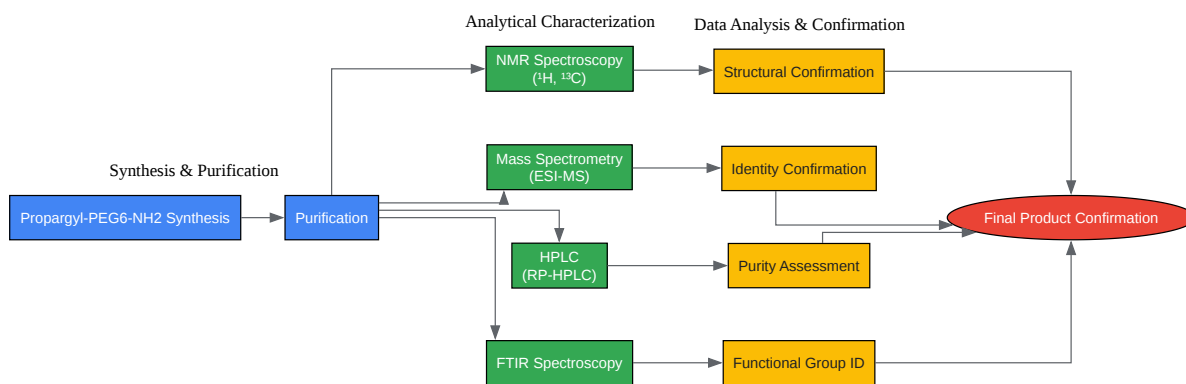 Analytical Characterization
Data Analysis & Confirmation
NMR Spectroscopy
(¹H, ¹³C)
Structural Confirmation
Synthesis & Purification
Mass Spectrometry
(ESI-MS)
Identity Confirmation
Propargyl-PEG6-NH2 Synthesis
Purification
Final Product Confirmation
HPLC
(RP-HPLC)
Purity Assessment
FTIR Spectroscopy
Functional Group ID